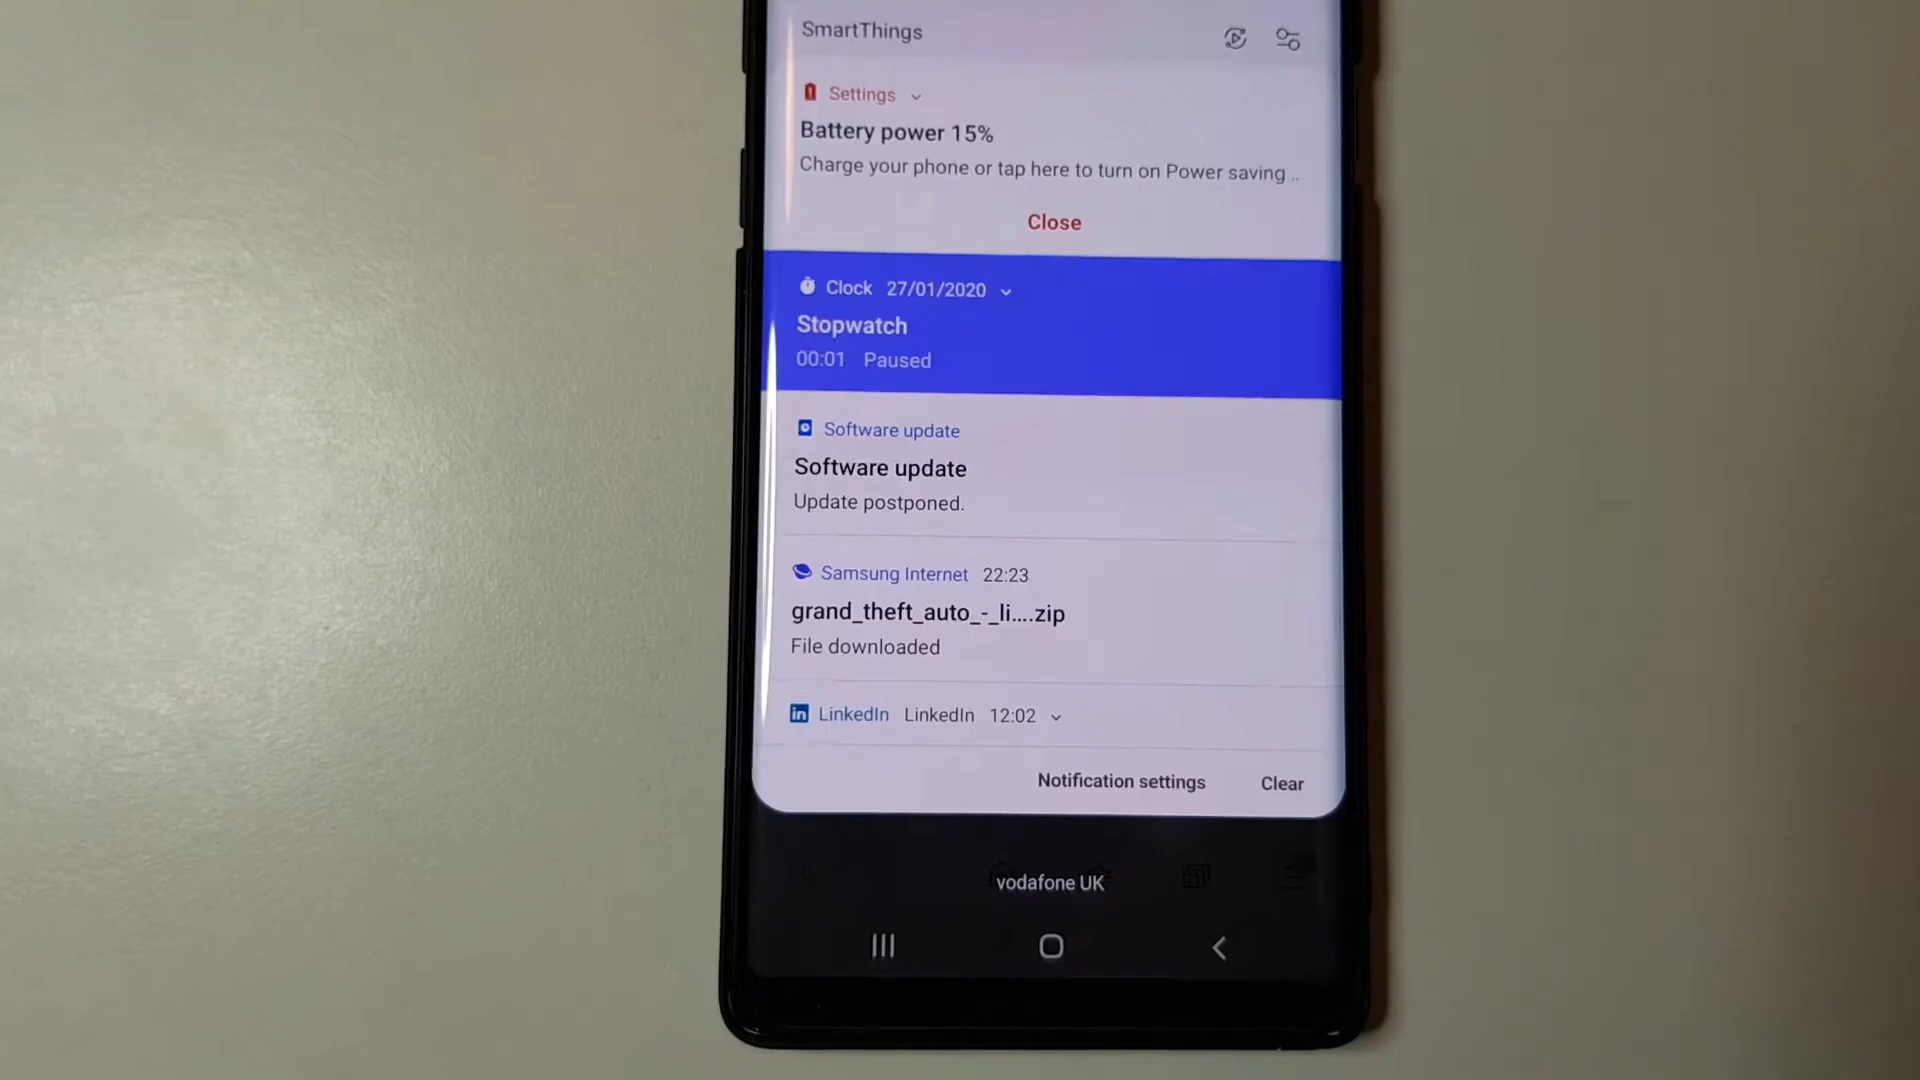 SmartThings
Settings
Battery power 15%
Charge your phone or tap here to turn on Power saving ..
Close
Clock 27/01/2020
Stopwatch
00:01 Paused
Software update
Software update
Update postponed.
Samsung Internet 22:23
grand_theft_auto_-_li....zip
File downloaded
in LinkedIn LinkedIn 12:02
Notification settings Clear
vodafone UK